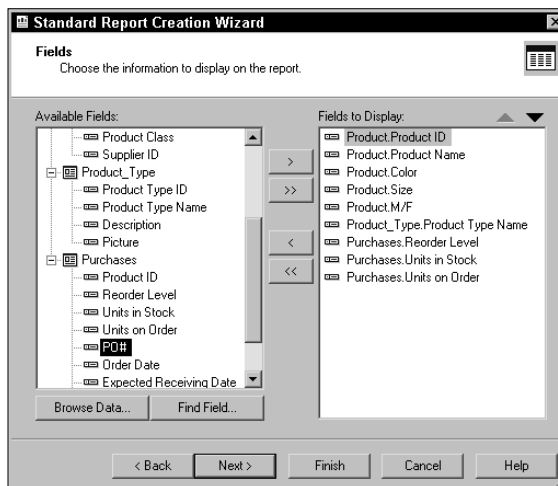 Standard Report Creation Wizard
Fields
Choose the information to display on the report.
Available Fields:
Product Class
Supplier ID
Product_Type
Product Type ID
Product Type Name
Description
Picture
Purchases
Product ID
Reorder Level
Units in Stock
Units on Order
PO#
Order Date
Expected Receiving Date
Browse Data...
Find Field...
>
>>
<
<<
Fields to Display:
Product.Product ID
Product.Product Name
Product.Color
Product.Size
Product.M/F
Product_Type.Product Type Name
Purchases.Reorder Level
Purchases.Units in Stock
Purchases.Units on Order
< Back
Next >
Finish
Cancel
Help